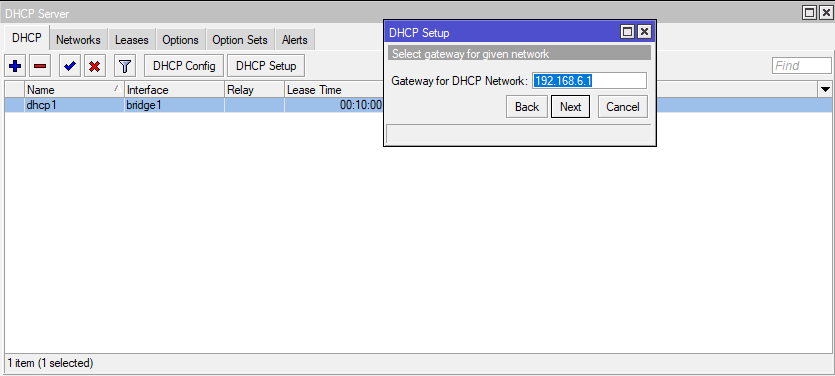 DHCP Server
DHCP Networks Leases Options Option Sets Alerts
DHCP Config DHCP Setup Find
Name Interface Relay Lease Time
dhcp1 bridge1 00:10:00
DHCP Setup
Select gateway for given network
Gateway for DHCP Network: 192.168.6.1
Back Next Cancel
1 item (1 selected)